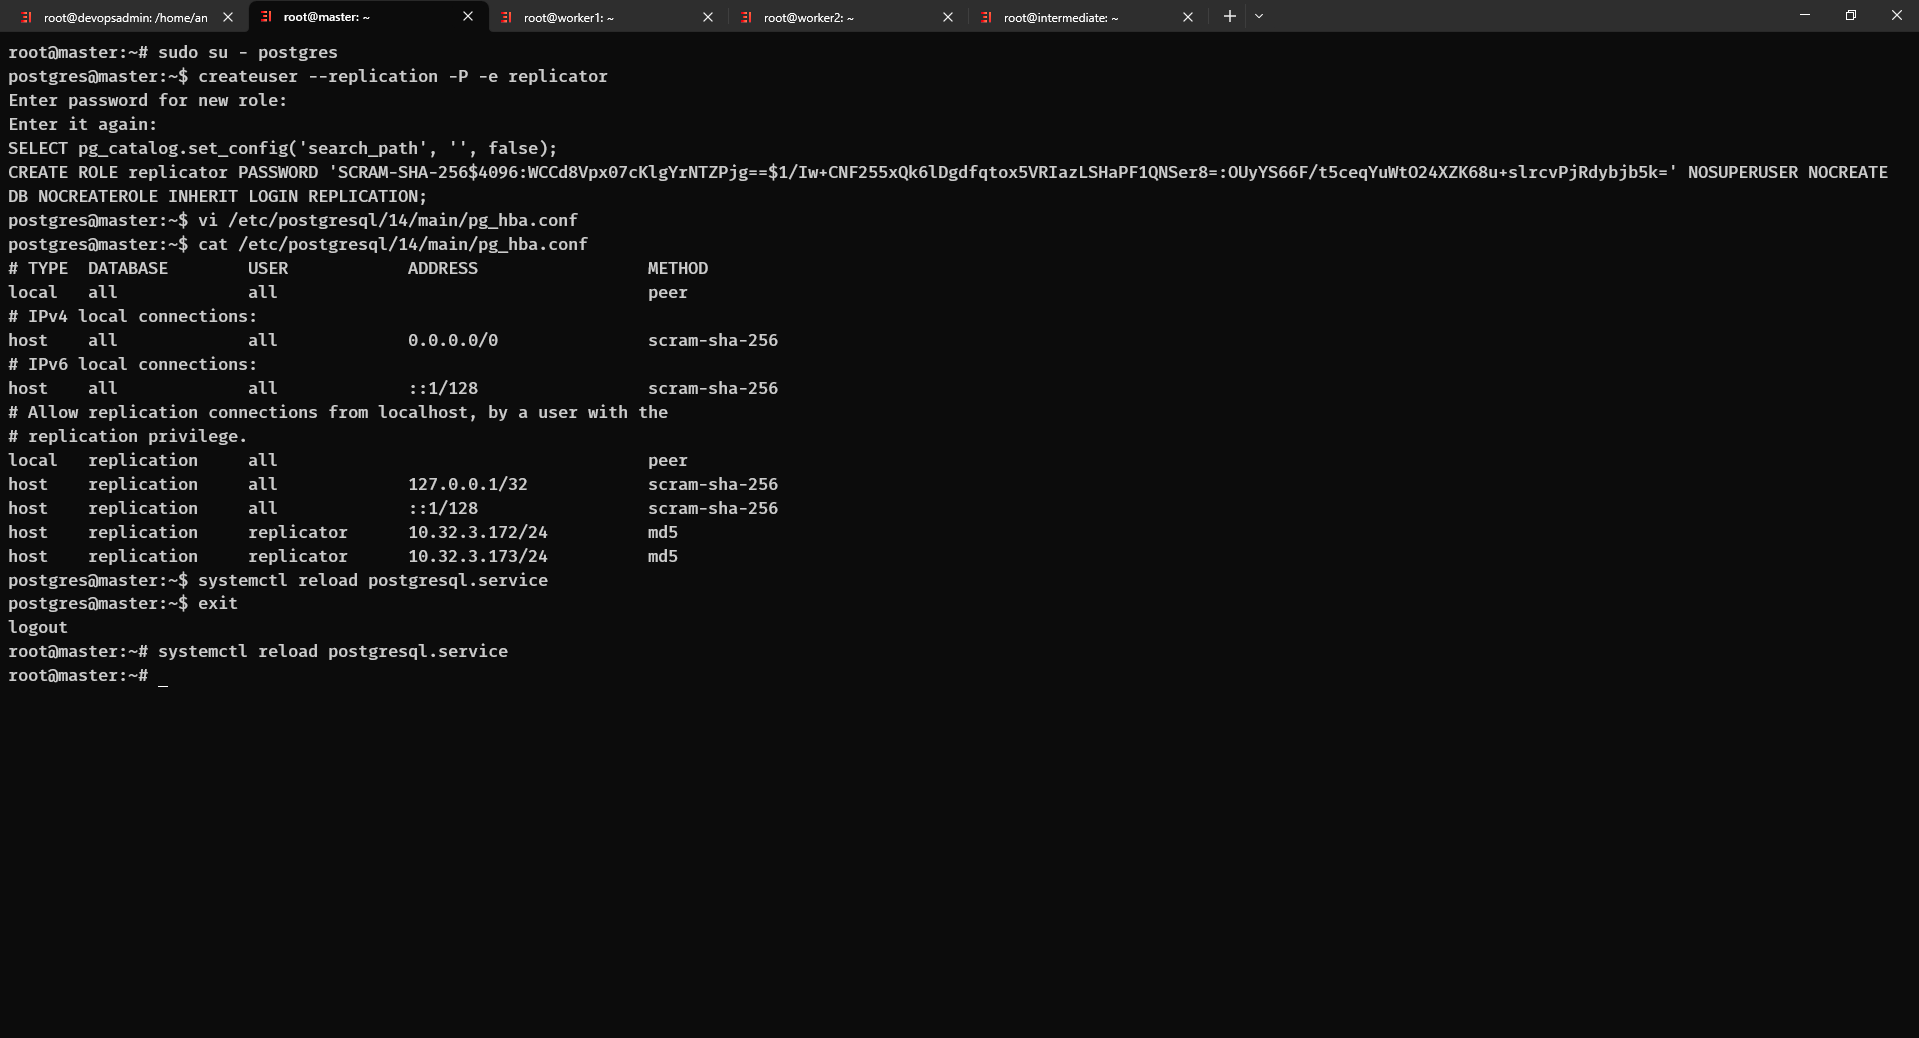 root@devopsadmin: /home/an
root@master: ~
root@worker1: ~
root@worker2: ~
root@intermediate: ~
root@master:~# sudo su - postgres
postgres@master:~$ createuser --replication -P -e replicator
Enter password for new role:
Enter it again:
SELECT pg_catalog.set_config('search_path', '', false);
CREATE ROLE replicator PASSWORD 'SCRAM-SHA-256$4096:WCCd8Vpx07cKlgYrNTZPjg==$1/Iw+CNF255xQk6lDgdfqtox5VRIazLSHaPF1QNSer8=:OUyYS66F/t5ceqYuWtO24XZK68u+slrcvPjRdybjb5k=' NOSUPERUSER NOCREATE
DB NOCREATEROLE INHERIT LOGIN REPLICATION;
postgres@master:~$ vi /etc/postgresql/14/main/pg_hba.conf
postgres@master:~$ cat /etc/postgresql/14/main/pg_hba.conf
# TYPE  DATABASE        USER            ADDRESS                 METHOD
local   all             all                                     peer
# IPv4 local connections:
host    all             all             0.0.0.0/0               scram-sha-256
# IPv6 local connections:
host    all             all             ::1/128                 scram-sha-256
# Allow replication connections from localhost, by a user with the
# replication privilege.
local   replication     all                                     peer
host    replication     all             127.0.0.1/32            scram-sha-256
host    replication     all             ::1/128                 scram-sha-256
host    replication     replicator      10.32.3.172/24          md5
host    replication     replicator      10.32.3.173/24          md5
postgres@master:~$ systemctl reload postgresql.service
postgres@master:~$ exit
logout
root@master:~# systemctl reload postgresql.service
root@master:~# _